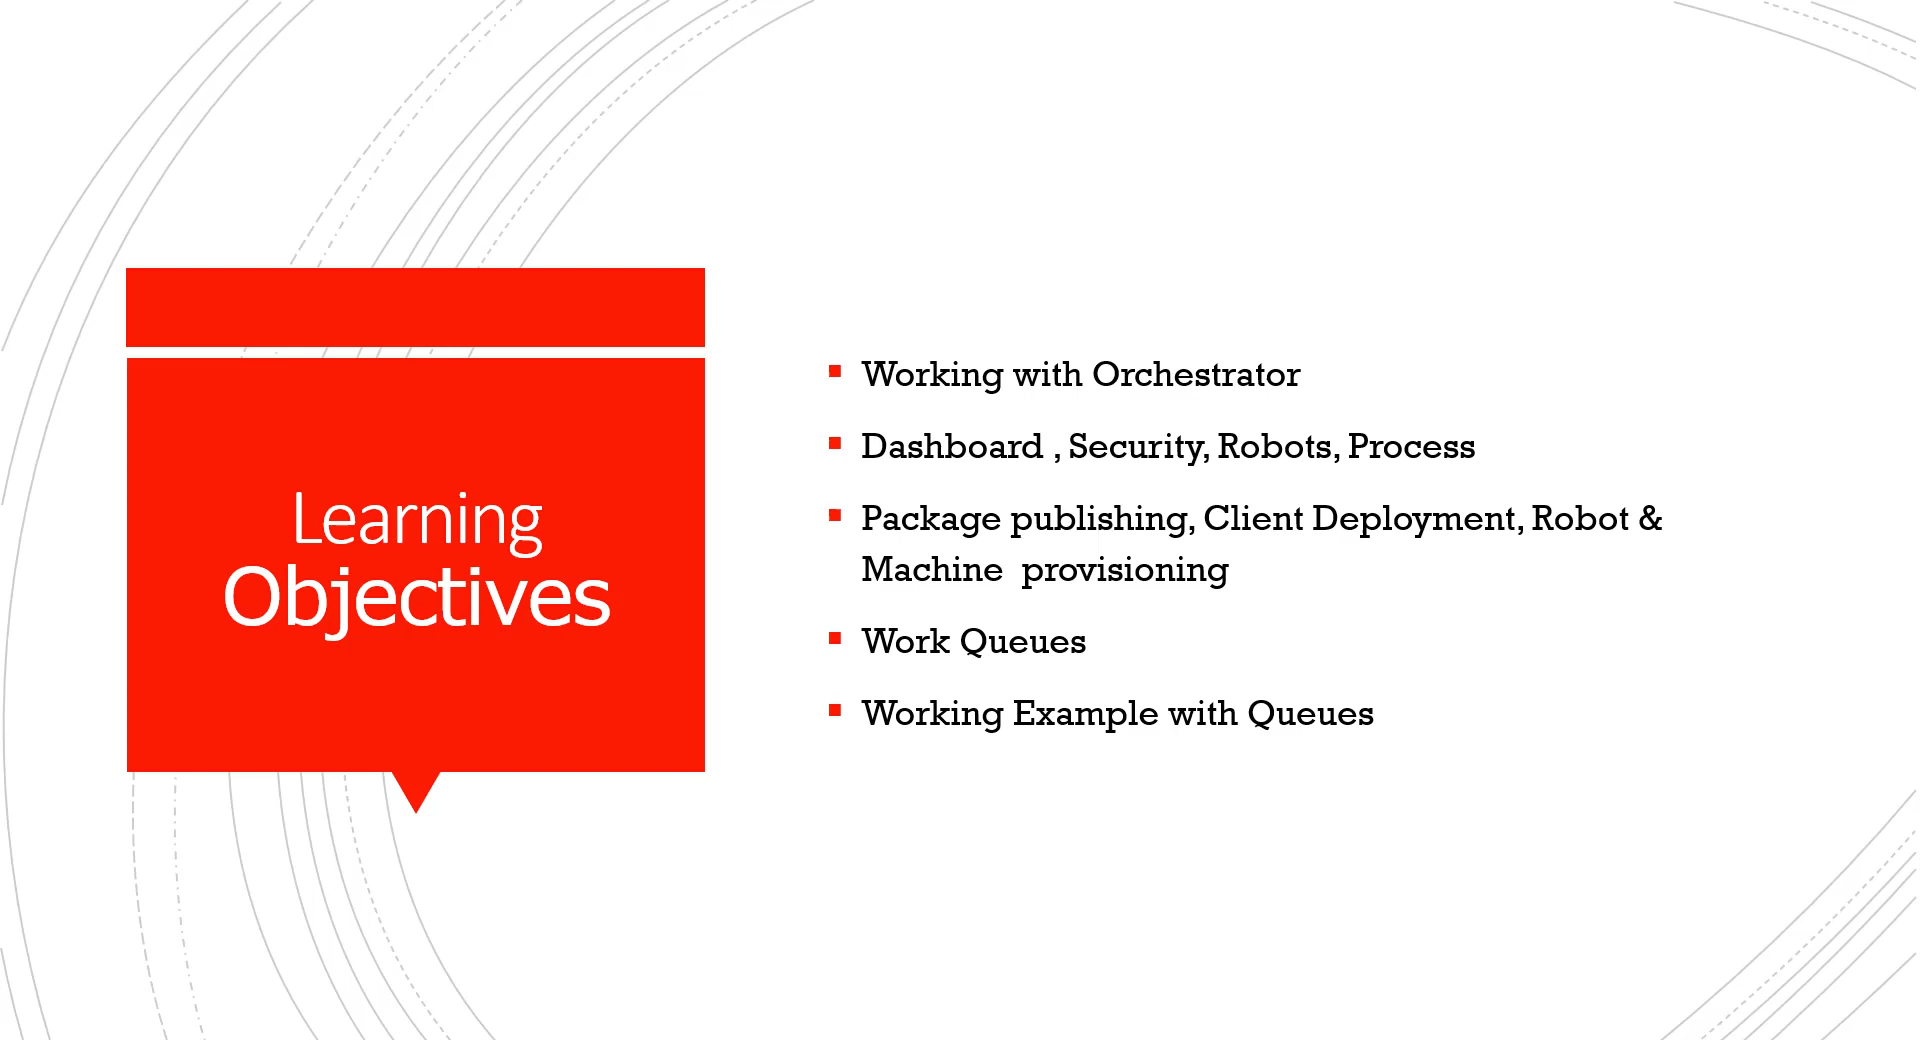 Learning
Objectives
Working with Orchestrator
Dashboard , Security, Robots, Process
Package publishing, Client Deployment, Robot &
Machine  provisioning
Work Queues
Working Example with Queues